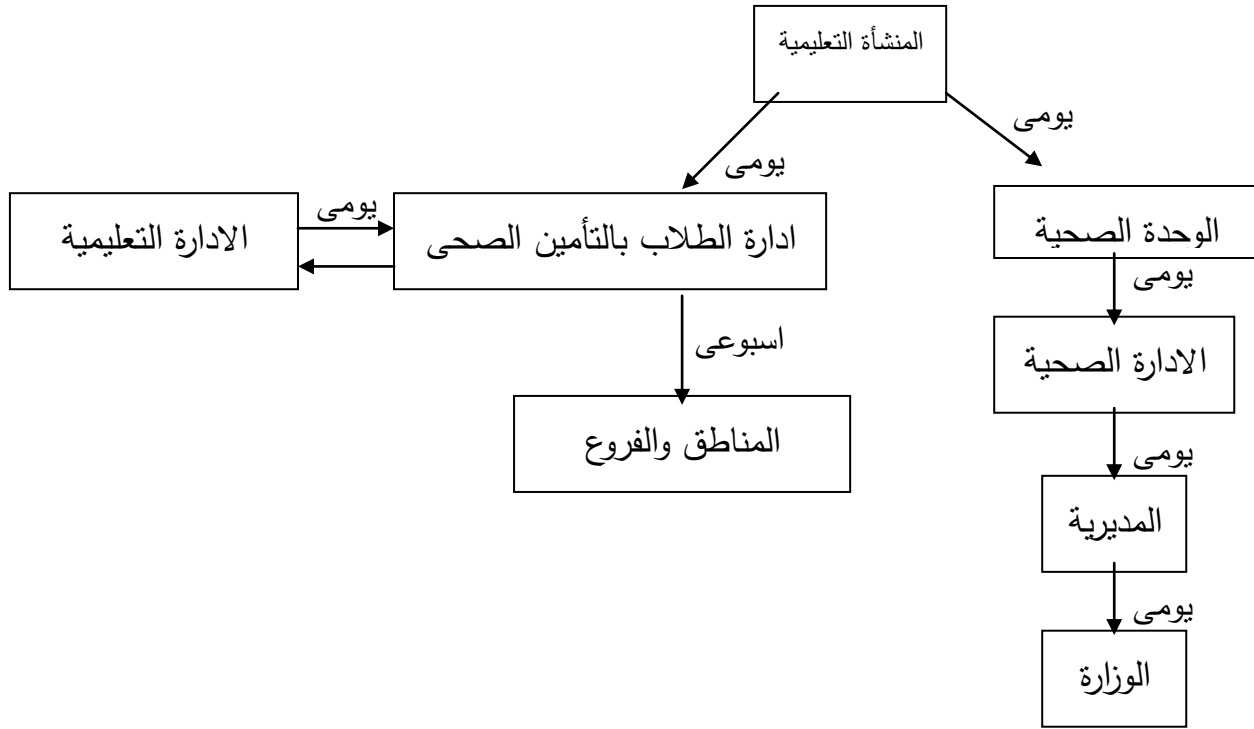 المنشأة التعليمية
يومى
يومى
الوحدة الصحية
ادارة الطلاب بالتأمين الصحى
يومى
الادارة التعليمية
يومى
الادارة الصحية
اسبوعى
المناطق والفروع
يومى
المديرية
يومى
الوزارة